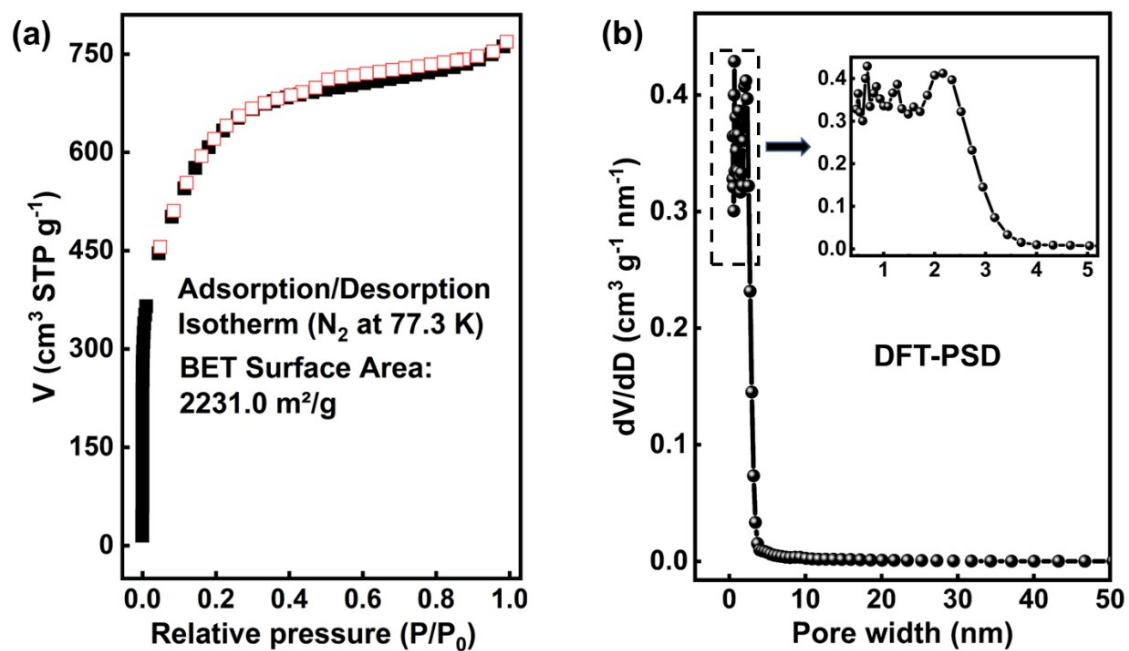 (a)
V (cm³ STP g⁻¹)
750
600
450
300
150
0
Adsorption/Desorption
Isotherm (N₂ at 77.3 K)
BET Surface Area:
2231.0 m²/g
0.0 0.2 0.4 0.6 0.8 1.0
Relative pressure (P/P₀)
(b)
dV/dD (cm³ g⁻¹ nm⁻¹)
0.4
0.3
0.4
0.1
0.0
0.4
0.3
0.2
0.1
0.0
1 2 3 4 5
DFT-PSD
0 10 20 30 40 50
Pore width (nm)